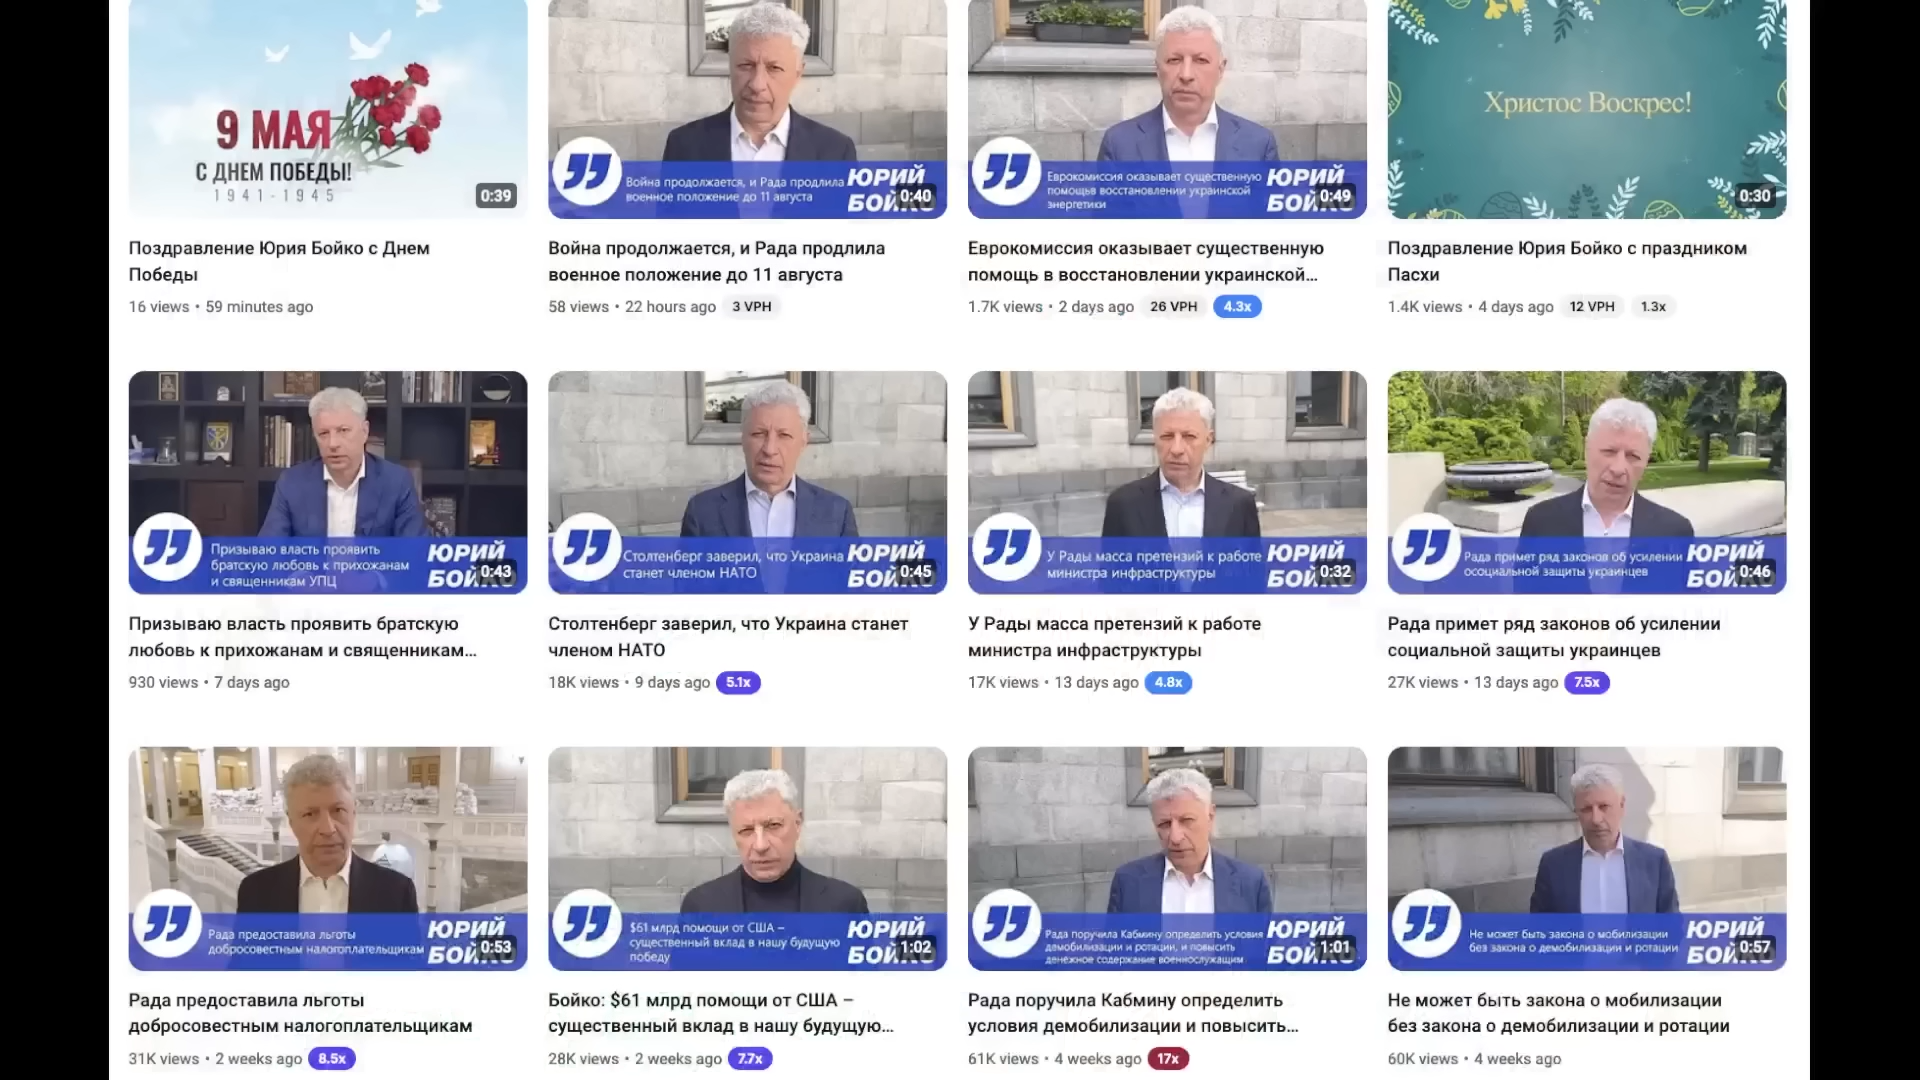 9 МАЯ
С ДНЕМ ПОБЕДЫ!
1941-1945
0:39
Война продолжается, и Рада продлила
военное положение до 11 августа
ЮРИЙ
0:40
Еврокомиссия оказывает существенную
помощьв восстановлении украинской
энергетики
ЮРИЙ
0:49
Христос Воскрес!
0:30
Поздравление Юрия Бойко с Днем
Победы
16 views • 59 minutes ago
Война продолжается, и Рада продлила
военное положение до 11 августа
58 views • 22 hours ago 3 VPH
Еврокомиссия оказывает существенную
помощь в восстановлении украинской...
1.7K views • 2 days ago 26 VPH 4.3x
Поздравление Юрия Бойко с праздником
Пасхи
1.4K views • 4 days ago 12 VPH 1.3x
Призываю власть проявить
братскую любовь к прихожанам
и священникам УПЦ
ЮРИЙ
0:43
Столтенберг заверил, что Украина
станет членом НАТО
ЮРИЙ
0:45
У Рады масса претензий к работе
министра инфраструктуры
ЮРИЙ
0:32
Рада примет ряд законов об усилении
осоциальной защиты украинцев
ЮРИЙ
0:46
Призываю власть проявить братскую
любовь к прихожанам и священникам...
930 views • 7 days ago
Столтенберг заверил, что Украина станет
членом НАТО
18K views • 9 days ago 5.1x
У Рады масса претензий к работе
министра инфраструктуры
17K views • 13 days ago 4.8x
Рада примет ряд законов об усилении
социальной защиты украинцев
27K views • 13 days ago 7.5x
Рада предоставила льготы
добросовестным налогоплательщикам
ЮРИЙ
0:53
$61 млрд помощи от США –
существенный вклад в нашу будущую
победу
ЮРИЙ
1:02
Рада поручила Кабмину определить условия
демобилизации и ротации, и повысить
денежное содержание военнослужащим
ЮРИЙ
1:01
Не может быть закона о мобилизации
без закона о демобилизации и ротации
ЮРИЙ
0:57
Рада предоставила льготы
добросовестным налогоплательщикам
31K views • 2 weeks ago 8.5x
Бойко: $61 млрд помощи от США –
существенный вклад в нашу будущую...
28K views • 2 weeks ago 7.7x
Рада поручила Кабмину определить
условия демобилизации и повысить...
61K views • 4 weeks ago 17x
Не может быть закона о мобилизации
без закона о демобилизации и ротации
60K views • 4 weeks ago